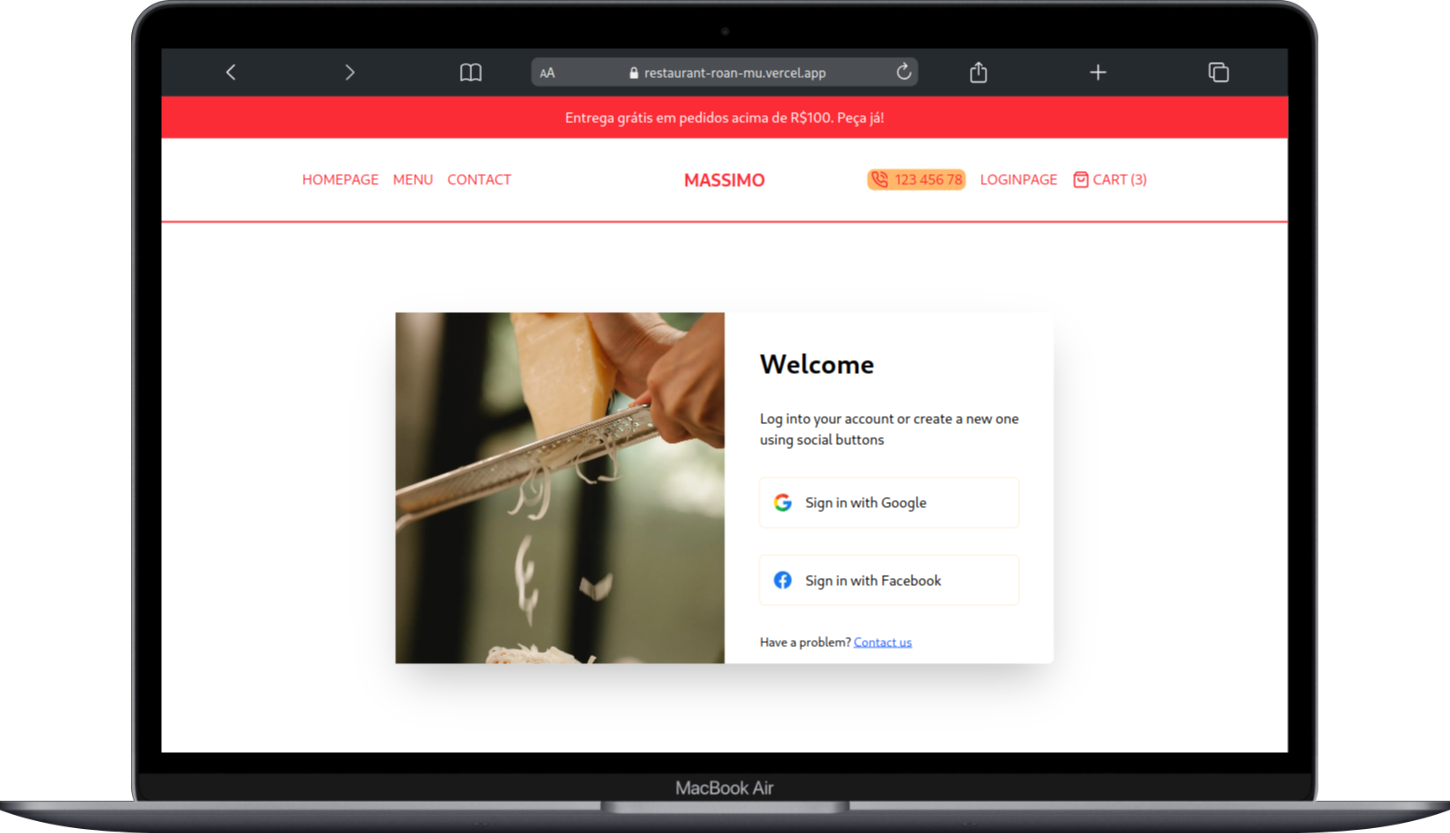 AA restaurant-roan-mu.vercel.app
Entrega grátis em pedidos acima de R$100. Peça já!
HOMEPAGE MENU CONTACT MASSIMO 123 456 78 LOGINPAGE CART (3)
Welcome
Log into your account or create a new one
using social buttons
Sign in with Google
Sign in with Facebook
Have a problem? Contact us
MacBook Air